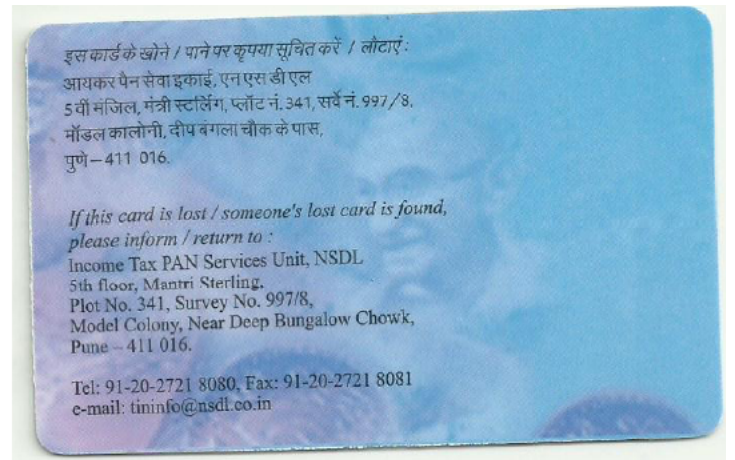 इस कार्ड के खोने / पाने पर कृपया सूचित करें / लौटाएं :
आयकर पैन सेवा इकाई, एन एस डी एल
5 वीं मंजिल, मंत्री स्टर्लिंग, प्लॉट नं. 341, सर्वे नं. 997/8,
मॉडल कालोनी, दीप बंगला चौक के पास,
पुणे – 411 016.
If this card is lost / someone's lost card is found,
please inform / return to :
Income Tax PAN Services Unit, NSDL
5th floor, Mantri Sterling,
Plot No. 341, Survey No. 997/8,
Model Colony, Near Deep Bungalow Chowk,
Pune – 411 016.
Tel: 91-20-2721 8080, Fax: 91-20-2721 8081
e-mail: tininfo@nsdl.co.in